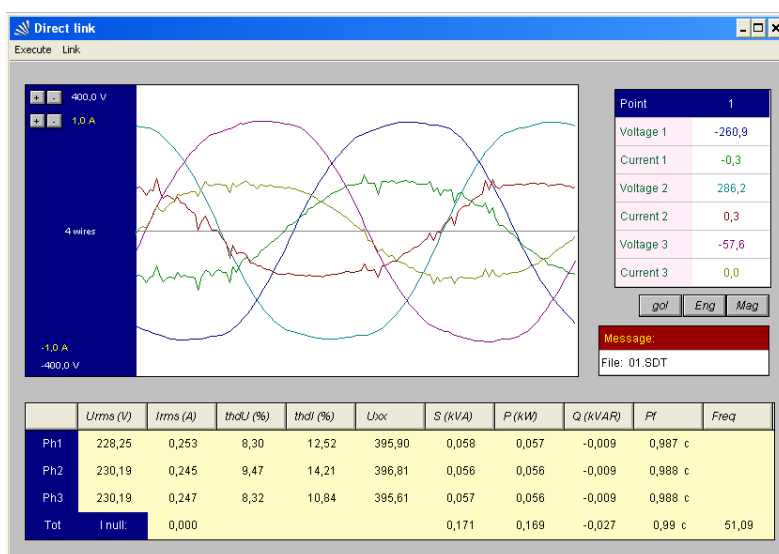 Direct link
Execute Link
+ - 400,0 V
+ - 1,0 A
4 wires
-1,0 A
-400,0 V
Point 1
Voltage 1 -260,9
Current 1 -0,3
Voltage 2 286,2
Current 2 0,3
Voltage 3 -57,6
Current 3 0,0
go! Eng Mag
Message:
File: 01.SDT
Urms (V) Irms (A) thdU (%) thdI (%) Uxx S (kVA) P (kW) Q (kVAR) Pf Freq
Ph1 228,25 0,253 8,30 12,52 395,90 0,058 0,057 -0,009 0,987 c
Ph2 230,19 0,245 9,47 14,21 396,81 0,056 0,056 -0,009 0,988 c
Ph3 230,19 0,247 8,32 10,84 395,61 0,057 0,056 -0,009 0,988 c
Tot I null: 0,000 0,171 0,169 -0,027 0,99 c 51,09